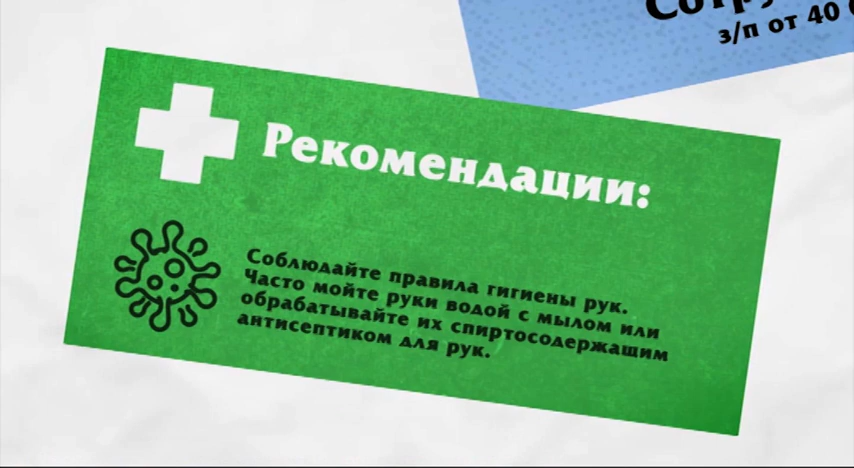 з/п от 40
Рекомендации:
Соблюдайте правила гигиены рук.
Часто мойте руки водой с мылом или
обрабатывайте их спиртосодержащим
антисептиком для рук.